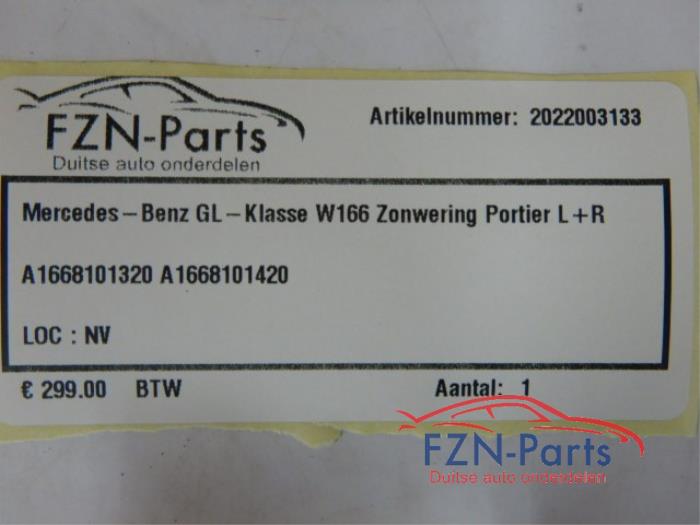 FZN-Parts
Duitse auto onderdelen
Artikelnummer: 2022003133
Mercedes-Benz GL-Klasse W166 Zonwering Portier L+R
A1668101320 A1668101420
LOC : NV
€ 299.00 BTW
Aantal: 1
FZN-Parts
Duitse auto onderdelen